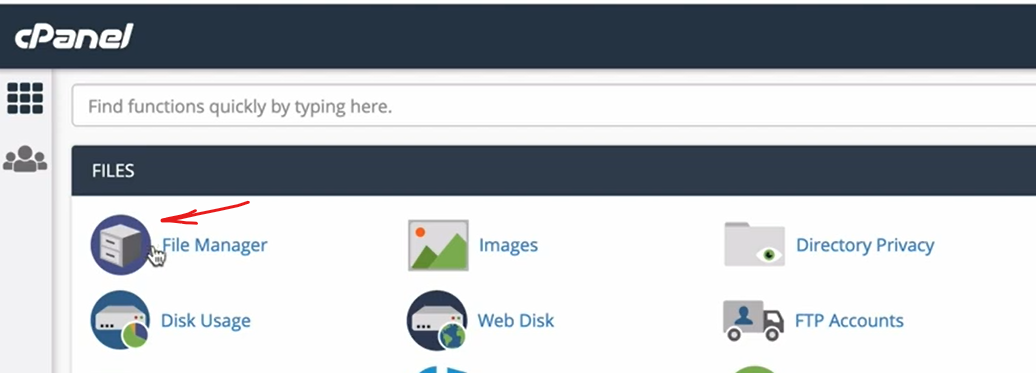 cPanel
Find functions quickly by typing here.
FILES
File Manager
Images
Directory Privacy
Disk Usage
Web Disk
FTP Accounts